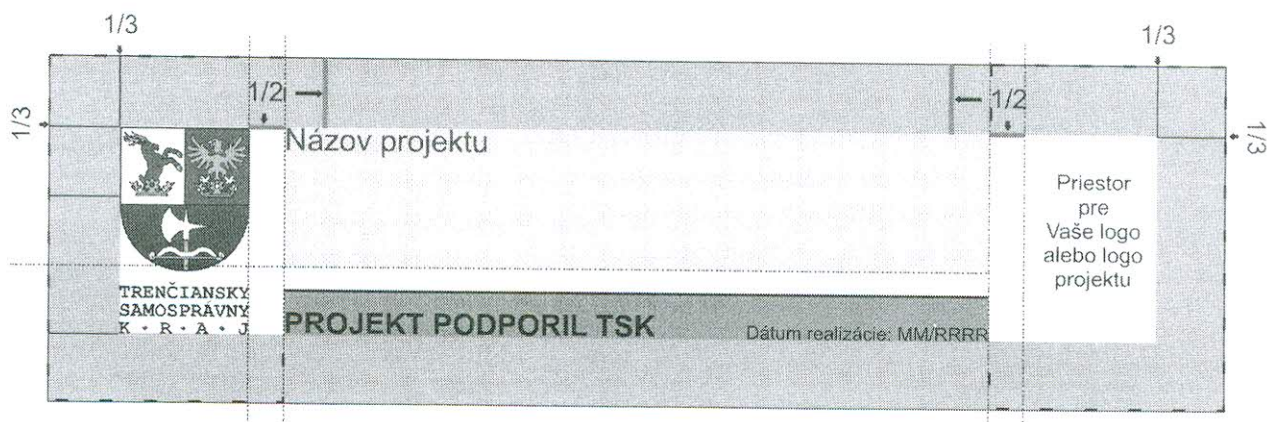 1/3
1/3
1/2
1/2
1/3
1/3
Názov projektu
Priestor
pre
Vaše logo
alebo logo
projektu
TRENČIANSKY
SAMOSPRÁVNY
K · R · A · J
PROJEKT PODPORIL TSK
Dátum realizácie: MM/RRRR